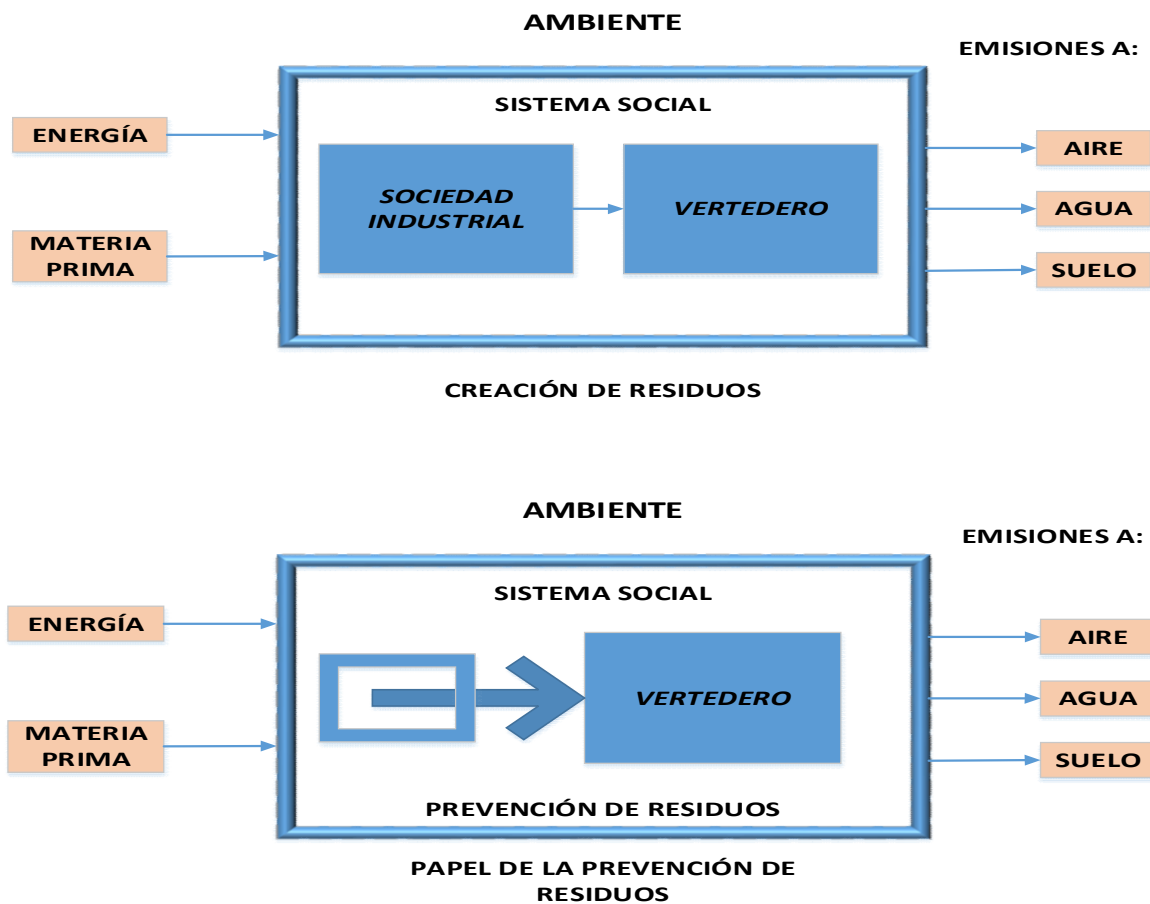 AMBIENTE
EMISIONES A:
SISTEMA SOCIAL
ENERGÍA
SOCIEDAD
INDUSTRIAL
VERTEDERO
AIRE
AGUA
MATERIA
PRIMA
SUELO
CREACIÓN DE RESIDUOS
AMBIENTE
EMISIONES A:
SISTEMA SOCIAL
ENERGÍA
VERTEDERO
AIRE
AGUA
MATERIA
PRIMA
SUELO
PREVENCIÓN DE RESIDUOS
PAPEL DE LA PREVENCIÓN DE
RESIDUOS